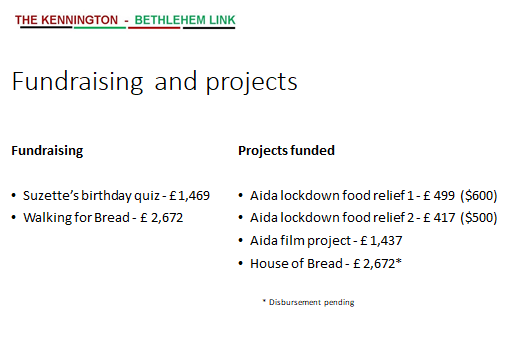 THE KENNINGTON - BETHLEHEM LINK
Fundraising and projects
Fundraising
• Suzette’s birthday quiz - £1,469
• Walking for Bread - £ 2,672
Projects funded
• Aida lockdown food relief 1 - £ 499 ($600)
• Aida lockdown food relief 2 - £ 417 ($500)
• Aida film project - £ 1,437
• House of Bread - £ 2,672*
* Disbursement pending